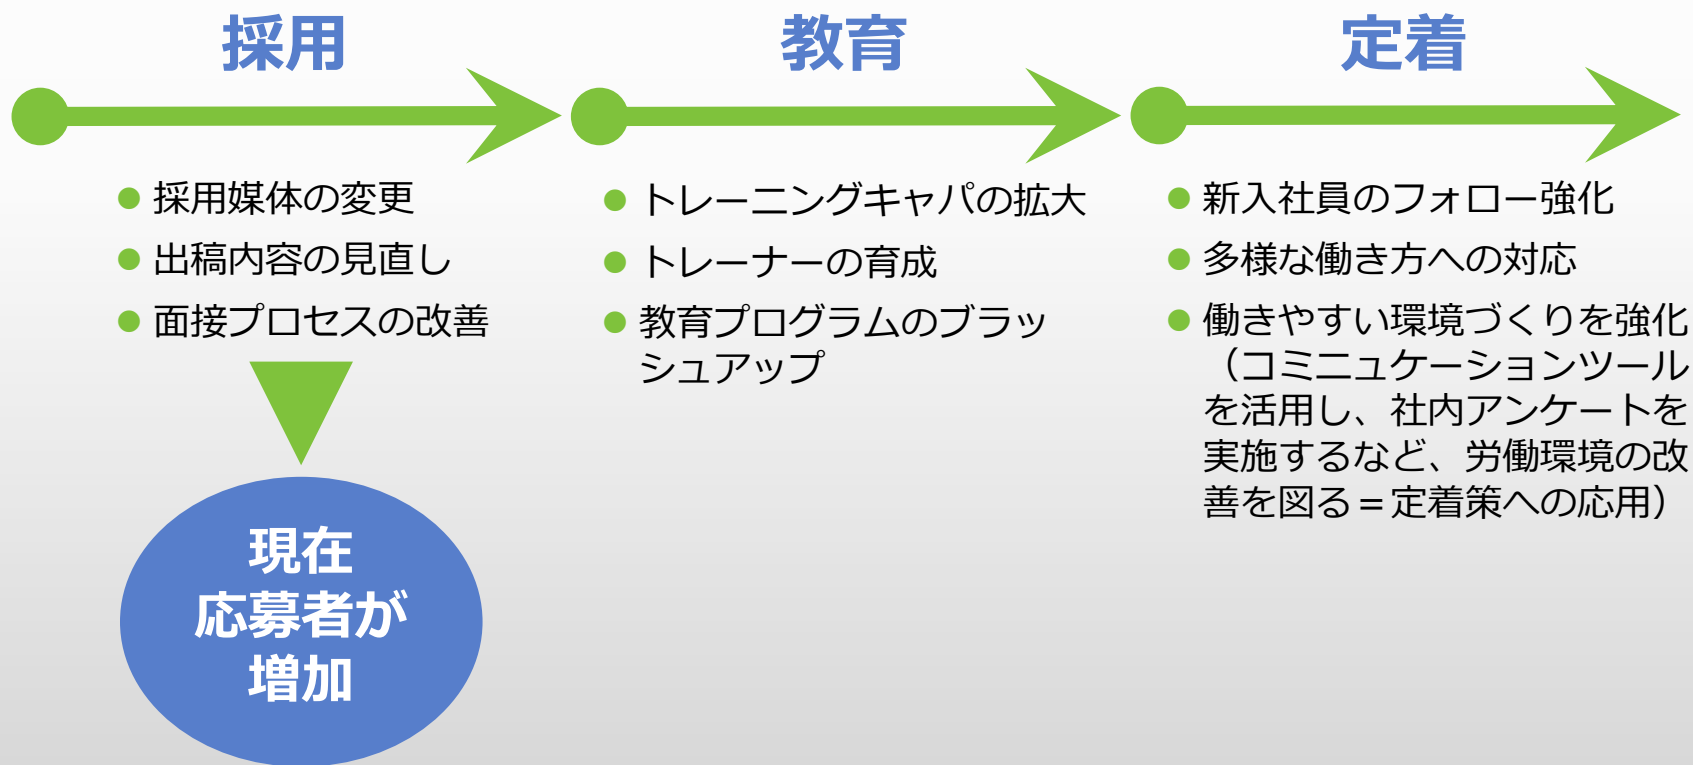 採用
採用媒体の変更
出稿内容の見直し
面接プロセスの改善
現在
応募者が
増加
教育
トレーニングキャパの拡大
トレーナーの育成
教育プログラムのブラッ
シュアップ
定着
新入社員のフォロー強化
多様な働き方への対応
働きやすい環境づくりを強化
（コミニュケーションツール
を活用し、社内アンケートを
実施するなど、労働環境の改
善を図る＝定着策への応用）